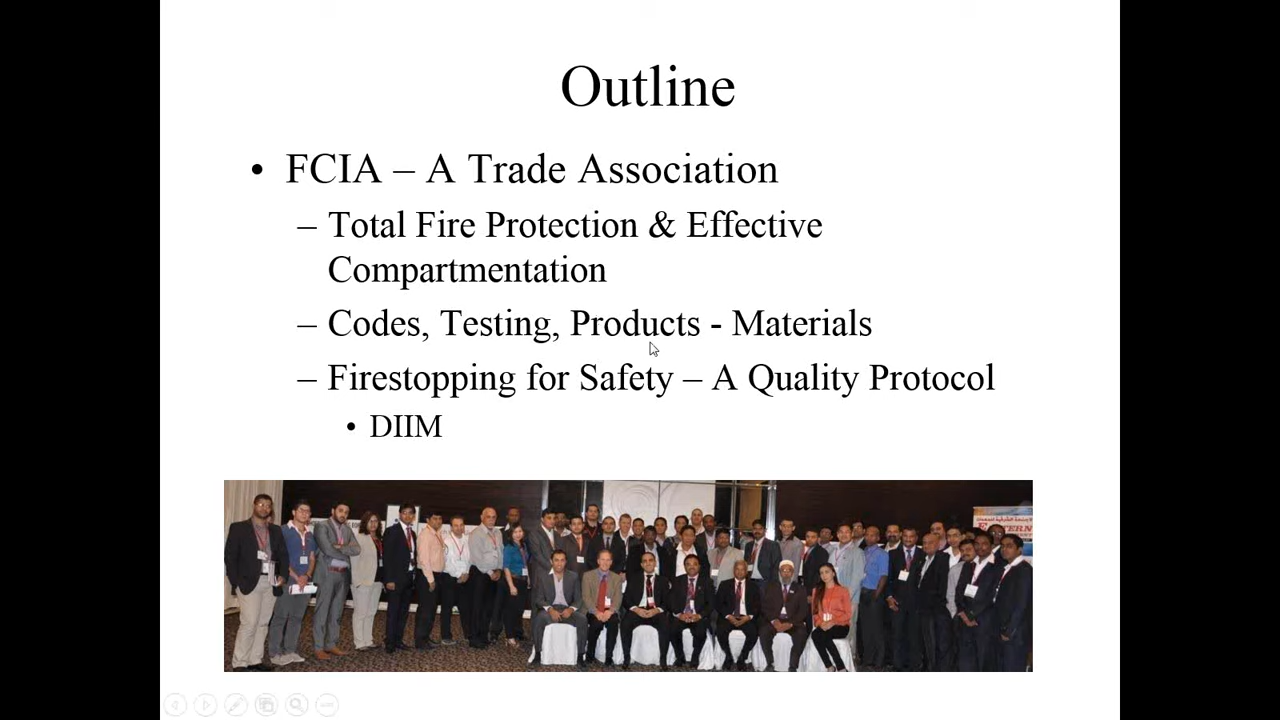 Outline
• FCIA – A Trade Association
– Total Fire Protection & Effective
Compartmentation
– Codes, Testing, Products - Materials
– Firestopping for Safety – A Quality Protocol
• DIIM